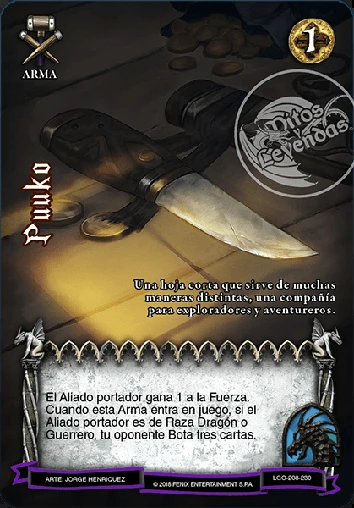 ARMA
1
Mitos
y
Leyendas
Puuko
Una hoja corta que sirve de muchas
maneras distintas, una compañía
para exploradores y aventureros.
El Aliado portador gana 1 a la Fuerza.
Cuando esta Arma entra en juego, si el
Aliado portador es de Raza Dragón o
Guerrero, tu oponente Bota tres cartas.
ARTE: JORGE HENRIQUEZ
© 2018 FENIX ENTERTAINMENT S.P.A